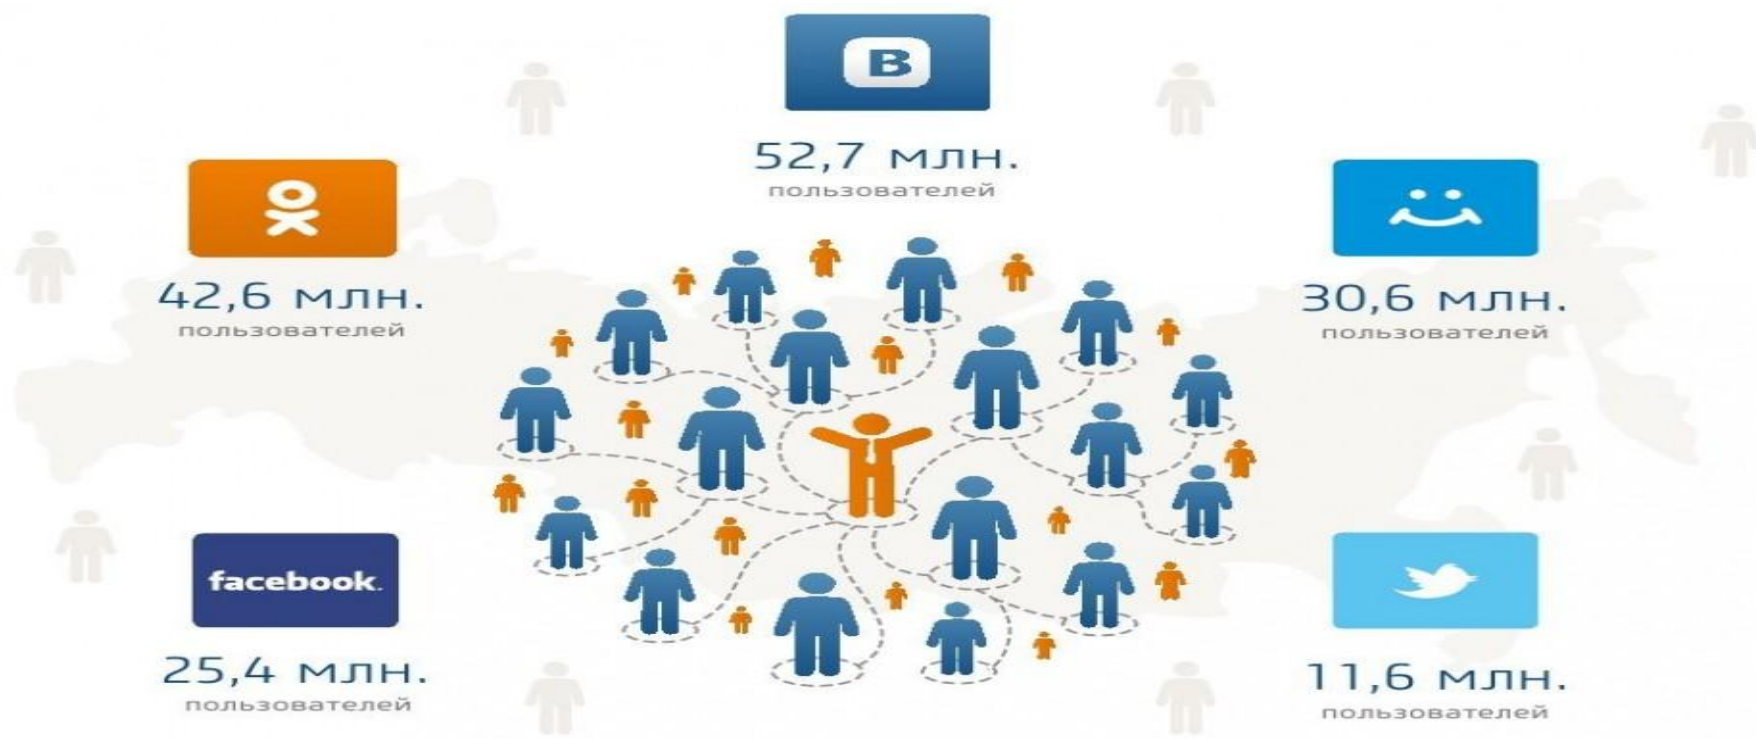 B
52,7 млн.
пользователей
42,6 млн.
пользователей
30,6 млн.
пользователей
facebook.
25,4 млн.
пользователей
11,6 млн.
пользователей